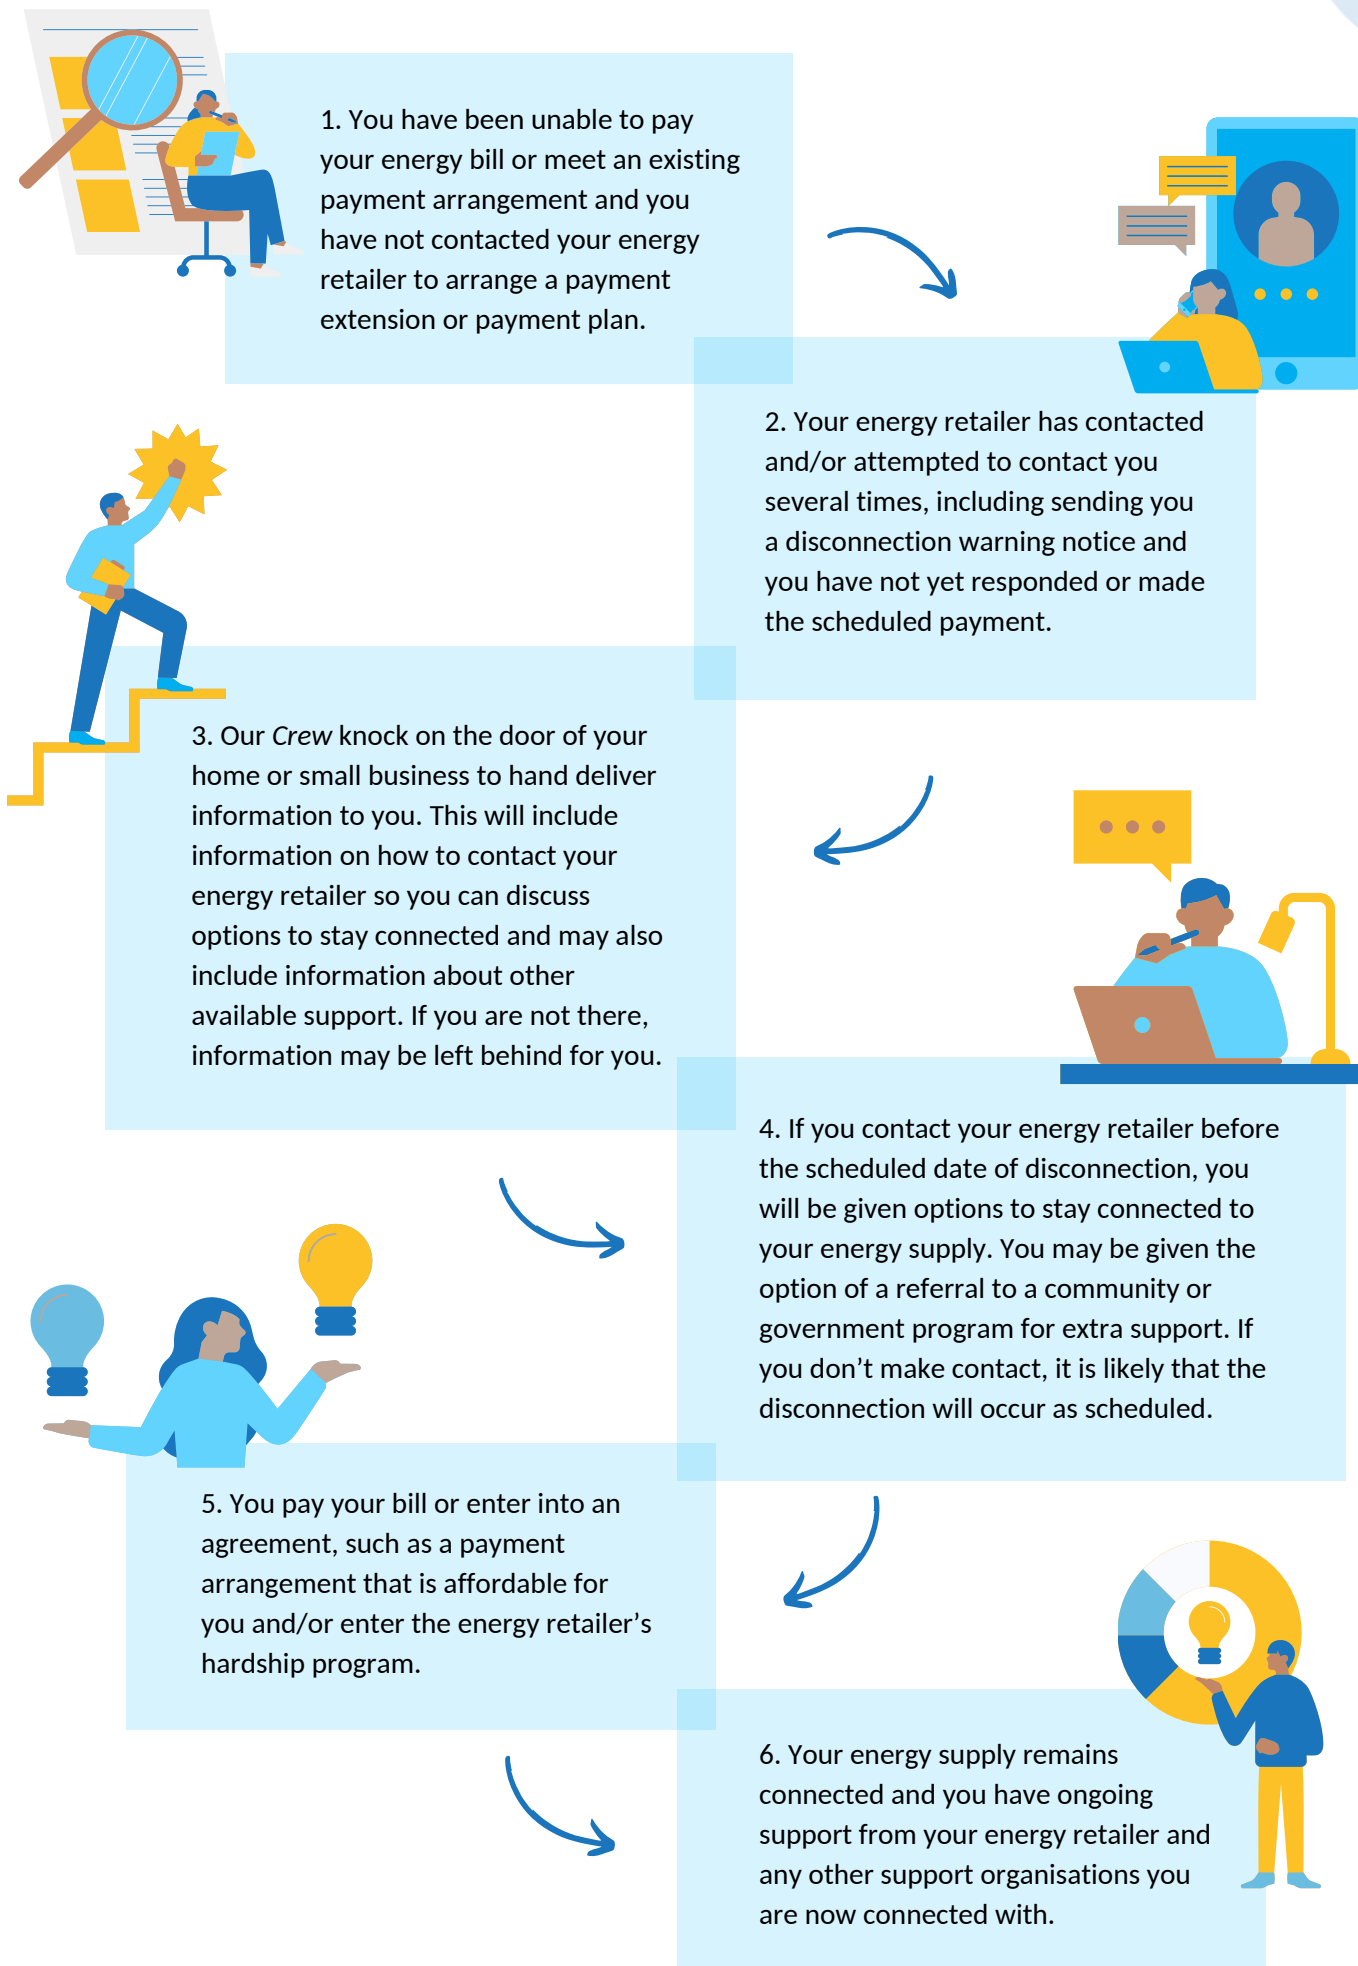 1. You have been unable to pay
your energy bill or meet an existing
payment arrangement and you
have not contacted your energy
retailer to arrange a payment
extension or payment plan.
2. Your energy retailer has contacted
and/or attempted to contact you
several times, including sending you
a disconnection warning notice and
you have not yet responded or made
the scheduled payment.
3. Our Crew knock on the door of your
home or small business to hand deliver
information to you. This will include
information on how to contact your
energy retailer so you can discuss
options to stay connected and may also
include information about other
available support. If you are not there,
information may be left behind for you.
4. If you contact your energy retailer before
the scheduled date of disconnection, you
will be given options to stay connected to
your energy supply. You may be given the
option of a referral to a community or
government program for extra support. If
you don’t make contact, it is likely that the
disconnection will occur as scheduled.
5. You pay your bill or enter into an
agreement, such as a payment
arrangement that is affordable for
you and/or enter the energy retailer’s
hardship program.
6. Your energy supply remains
connected and you have ongoing
support from your energy retailer and
any other support organisations you
are now connected with.